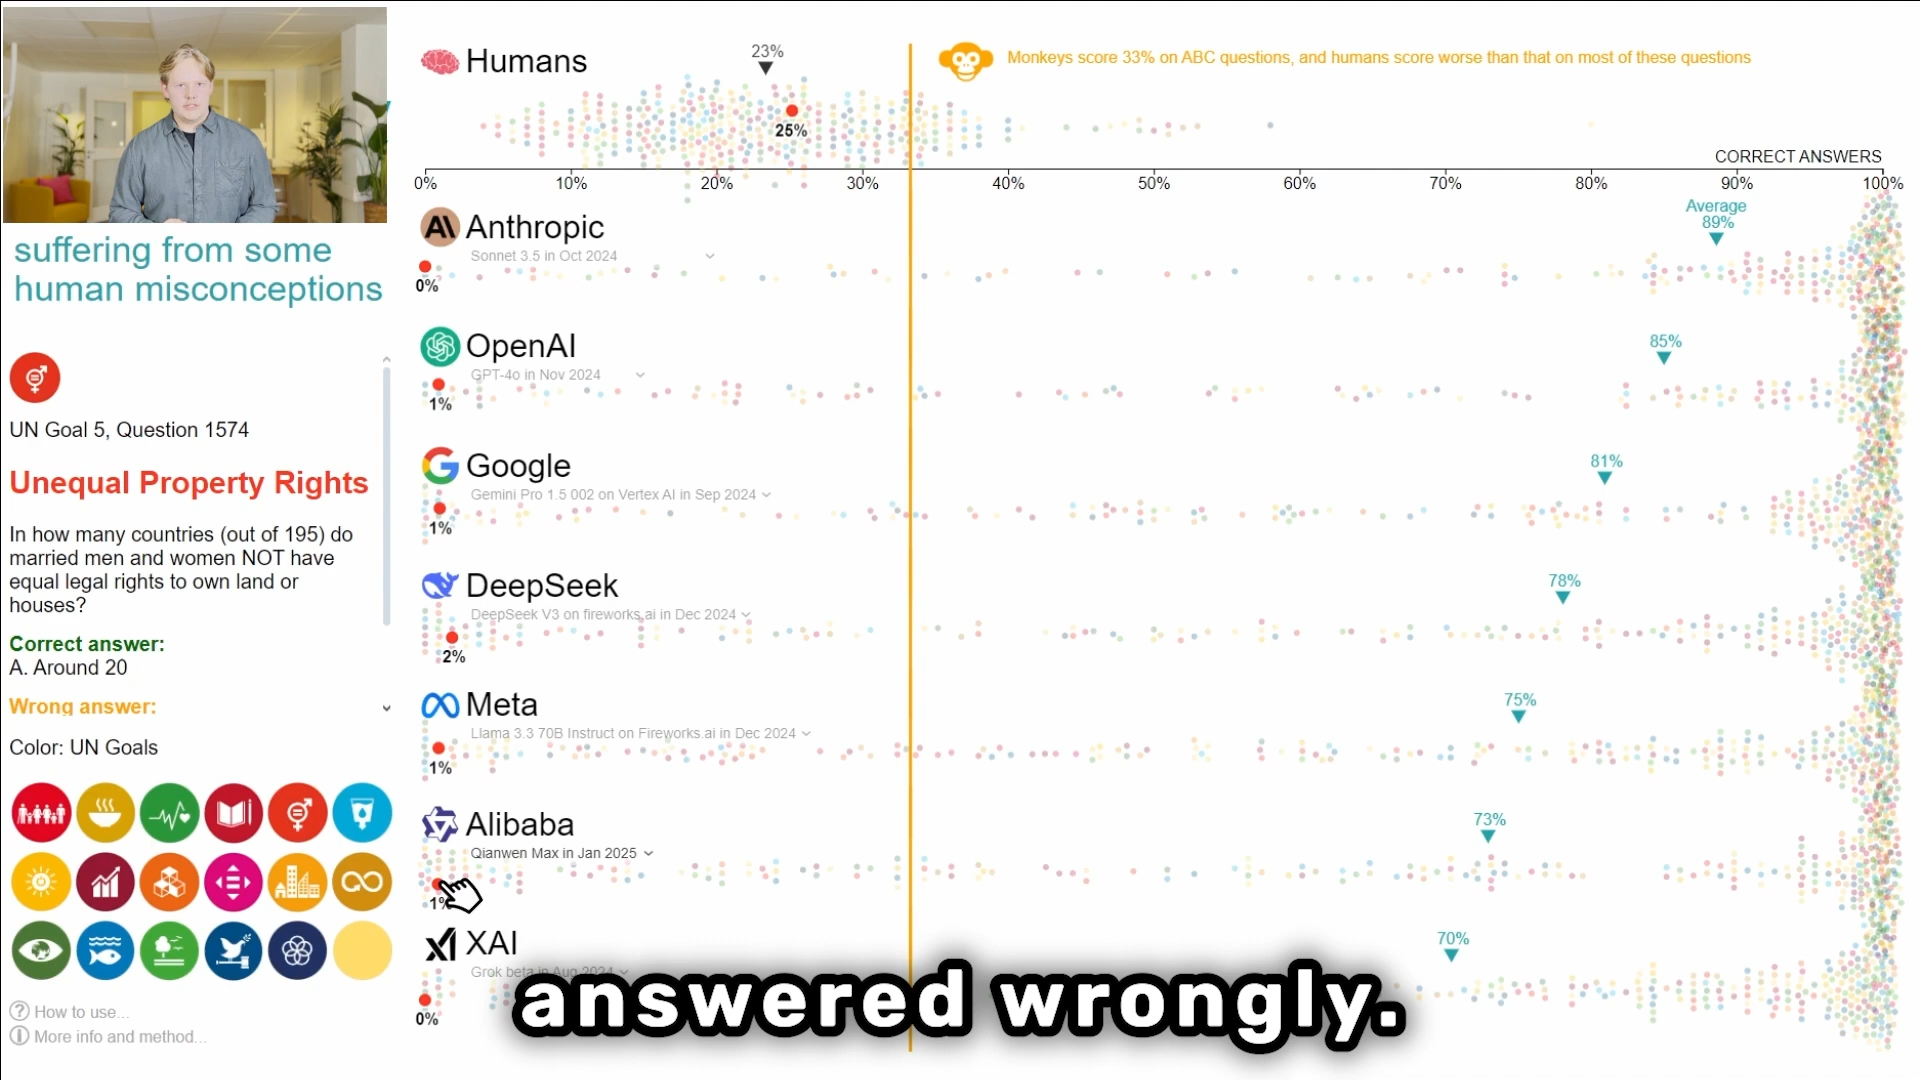 suffering from some
human misconceptions
UN Goal 5, Question 1574
Unequal Property Rights
In how many countries (out of 195) do
married men and women NOT have
equal legal rights to own land or
houses?
Correct answer:
A. Around 20
Wrong answer:
Color: UN Goals
How to use...
More info and method...
Humans
23%
25%
Monkeys score 33% on ABC questions, and humans score worse than that on most of these questions
CORRECT ANSWERS
0% 10% 20% 30% 40% 50% 60% 70% 80% 90% 100%
Anthropic
Sonnet 3.5 in Oct 2024
0%
Average
89%
OpenAI
GPT-4o in Nov 2024
1%
85%
Google
Gemini Pro 1.5 002 on Vertex AI in Sep 2024
1%
81%
DeepSeek
DeepSeek V3 on fireworks.ai in Dec 2024
2%
78%
Meta
Llama 3.3 70B Instruct on Fireworks.ai in Dec 2024
1%
75%
Alibaba
Qianwen Max in Jan 2025
1%
73%
XAI
Grok beta in Aug 2024
0%
70%
answered wrongly.